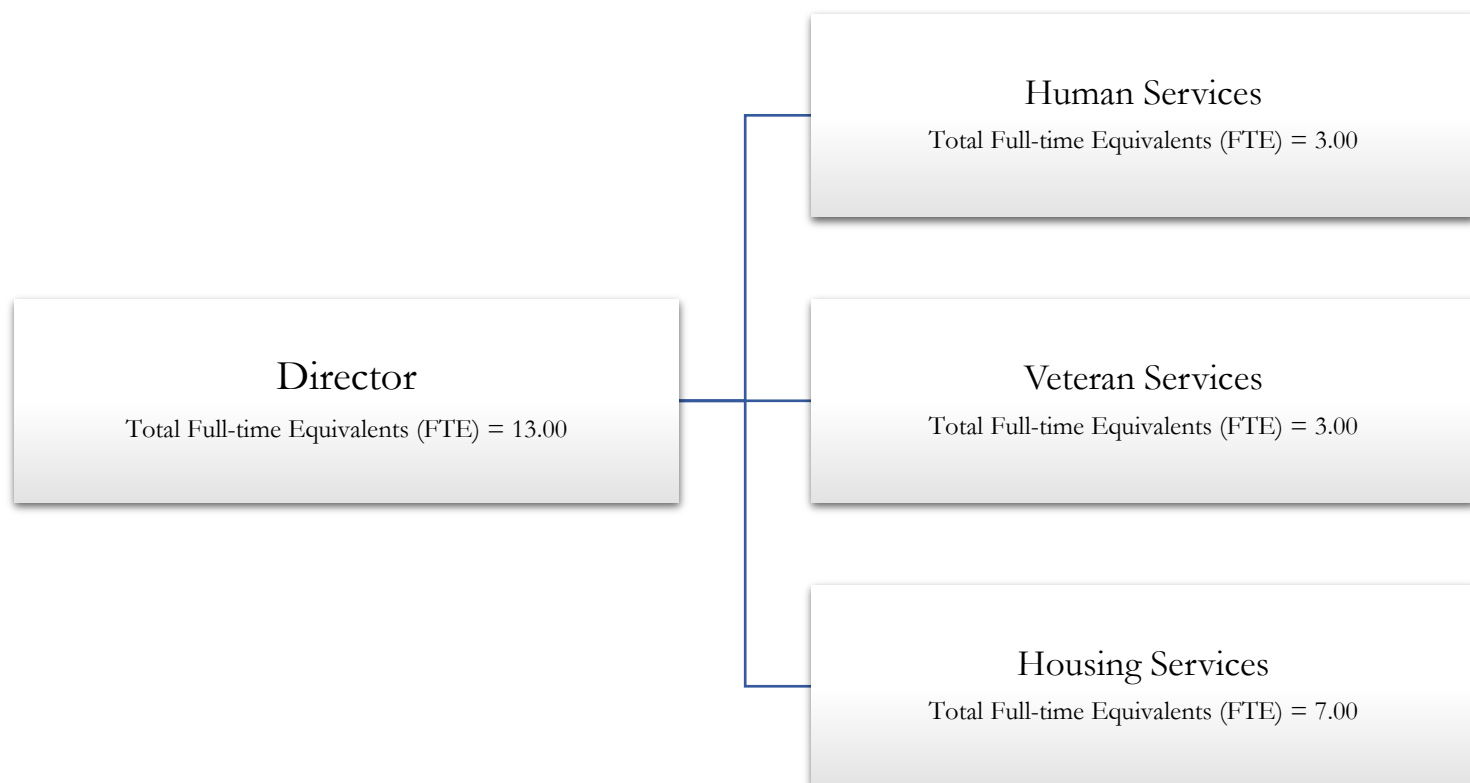 Human Services
Total Full-time Equivalents (FTE) = 3.00
Director
Total Full-time Equivalents (FTE) = 13.00
Veteran Services
Total Full-time Equivalents (FTE) = 3.00
Housing Services
Total Full-time Equivalents (FTE) = 7.00